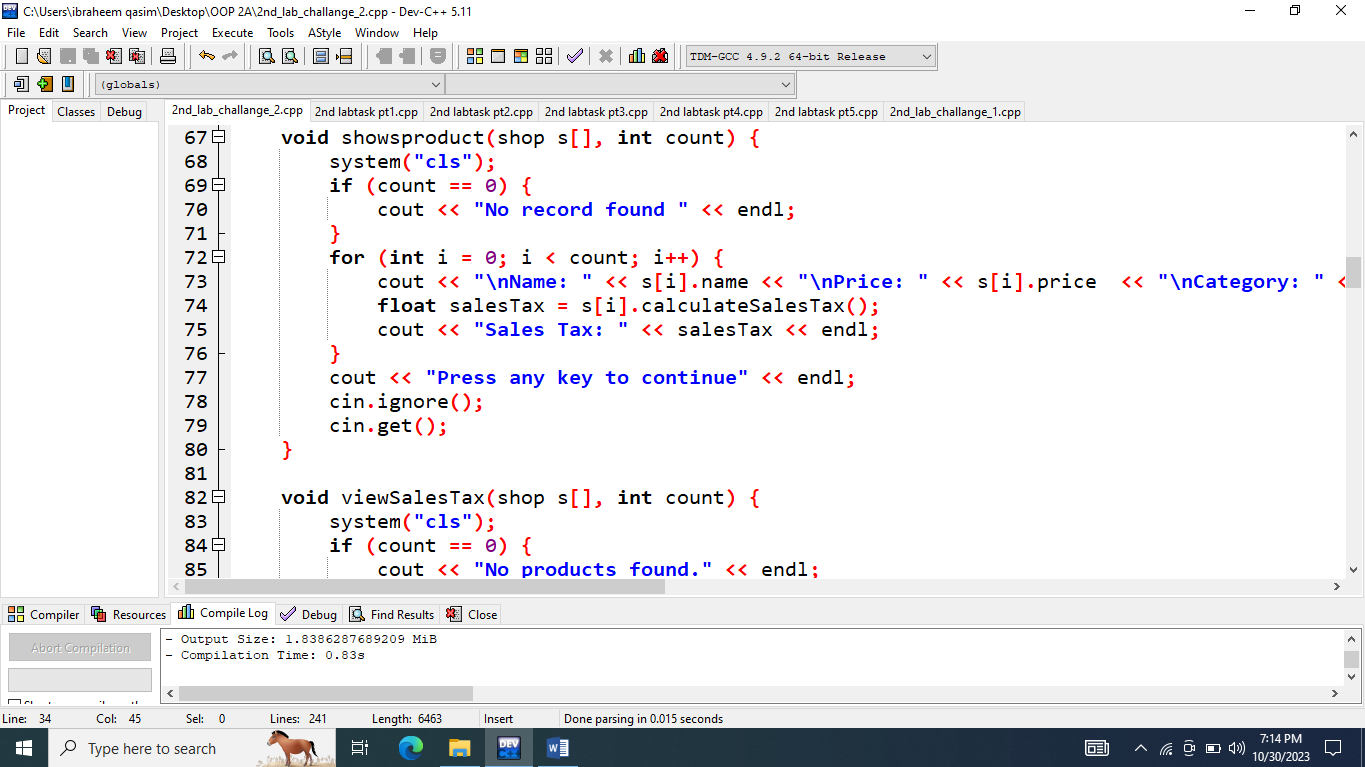 C:\Users\ibraheem qasim\Desktop\OOP 2A\2nd_lab_challange_2.cpp - Dev-C++ 5.11
File Edit Search View Project Execute Tools AStyle Window Help
TDM-GCC 4.9.2 64-bit Release
(globals)
Project Classes Debug
2nd_lab_challange_2.cpp 2nd labtask pt1.cpp 2nd labtask pt2.cpp 2nd labtask pt3.cpp 2nd labtask pt4.cpp 2nd labtask pt5.cpp 2nd_lab_challange_1.cpp
67 void showsproduct(shop s[], int count) {
68 system("cls");
69 if (count == 0) {
70 cout << "No record found " << endl;
71 }
72 for (int i = 0; i < count; i++) {
73 cout << "\nName: " << s[i].name << "\nPrice: " << s[i].price  << "\nCategory: " <
74 float salesTax = s[i].calculateSalesTax();
75 cout << "Sales Tax: " << salesTax << endl;
76 }
77 cout << "Press any key to continue" << endl;
78 cin.ignore();
79 cin.get();
80 }
81
82 void viewSalesTax(shop s[], int count) {
83 system("cls");
84 if (count == 0) {
85 cout << "No products found." << endl;
Compiler Resources Compile Log Debug Find Results Close
Abort Compilation
- Output Size: 1.8386287689209 MiB
- Compilation Time: 0.83s
Line: 34 Col: 45 Sel: 0 Lines: 241 Length: 6463 Insert Done parsing in 0.015 seconds
Type here to search
DEV
7:14 PM
10/30/2023